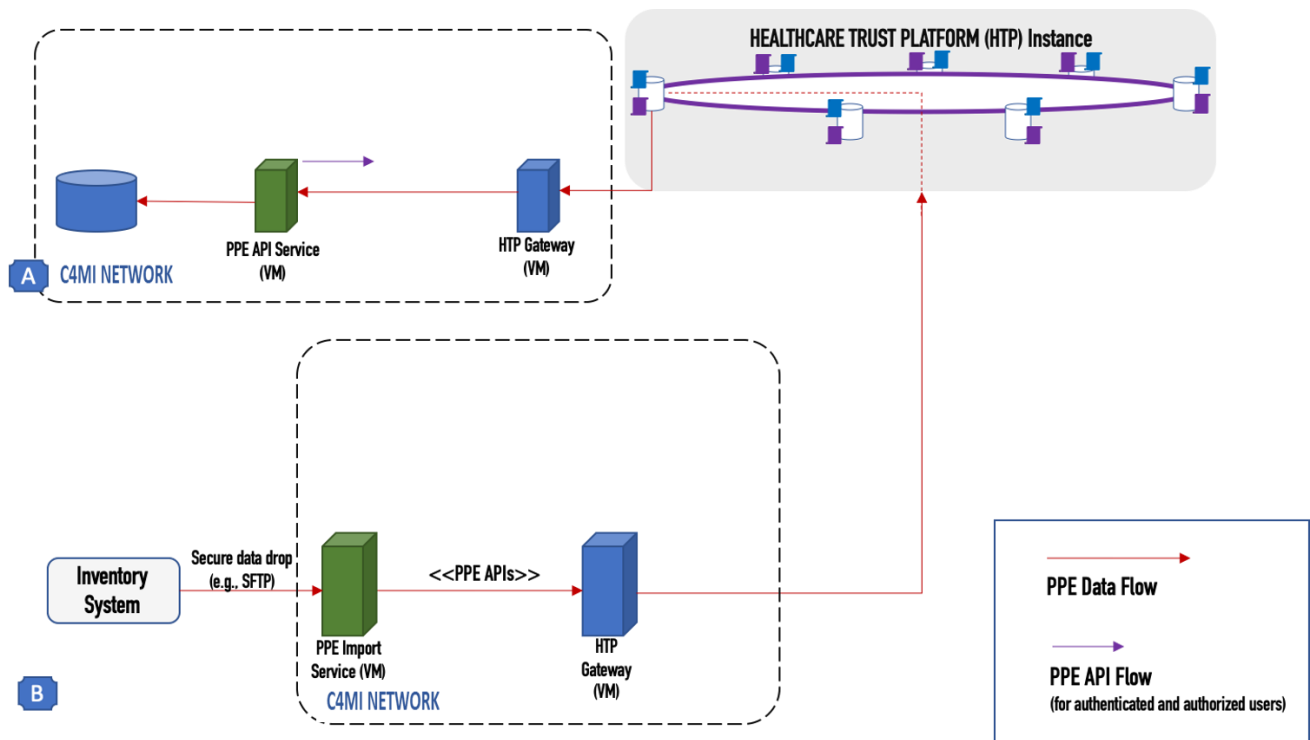 HEALTHCARE TRUST PLATFORM (HTP) Instance
PPE API Service
(VM)
HTP Gateway
(VM)
A
C4MI NETWORK
Inventory
System
Secure data drop
(e.g., SFTP)
<<PPE APIs>>
PPE Import
Service (VM)
HTP
Gateway
(VM)
C4MI NETWORK
B
PPE Data Flow
PPE API Flow
(for authenticated and authorized users)